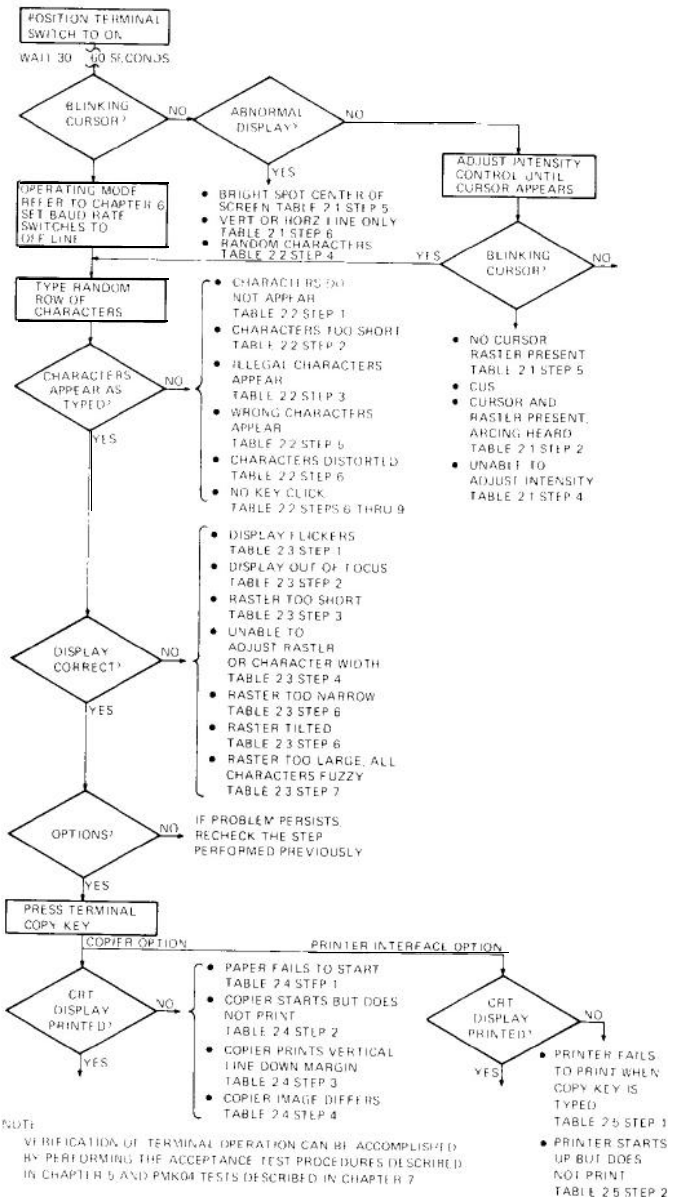 POSITION TERMINAL
SWITCH TO ON
WAIT 30 60 SECONDS
BLINKING
CURSOR?
NO
ABNORMAL
DISPLAY?
NO
YES
ADJUST INTENSITY
CONTROL UNTIL
CURSOR APPEARS
OPERATING MODE
REFER TO CHAPTER 6
SET BAUD RATE
SWITCHES TO
OFF LINE
• BRIGHT SPOT CENTER OF
SCREEN TABLE 2 1 STEP 5
• VERT OR HORZ LINE ONLY
TABLE 2 1 STEP 6
• RANDOM CHARACTERS
TABLE 2 2 STEP 4
YES
BLINKING
CURSOR?
NO
• NO CURSOR
RASTER PRESENT
TABLE 2 1 STEP 5
• CUS
• CURSOR AND
RASTER PRESENT,
ARCING HEARD
TABLE 2 1 STEP 2
• UNABLE TO
ADJUST INTENSITY
TABLE 2 1 STEP 4
TYPE RANDOM
ROW OF
CHARACTERS
CHARACTERS
APPEAR AS
TYPED?
NO
YES
• CHARACTERS DO
NOT APPEAR
TABLE 2 2 STEP 1
• CHARACTERS TOO SHORT
TABLE 2 2 STEP 2
• ILLEGAL CHARACTERS
APPEAR
TABLE 2 2 STEP 3
• WRONG CHARACTERS
APPEAR
TABLE 2 2 STEP 5
• CHARACTERS DISTORTED
TABLE 2 2 STEP 6
• NO KEY CLICK
TABLE 2 2 STEPS 6 THRU 9
DISPLAY
CORRECT?
NO
YES
• DISPLAY FLICKERS
TABLE 2 3 STEP 1
• DISPLAY OUT OF FOCUS
TABLE 2 3 STEP 2
• RASTER TOO SHORT
TABLE 2 3 STEP 3
• UNABLE TO
ADJUST RASTER
OR CHARACTER WIDTH
TABLE 2 3 STEP 4
• RASTER TOO NARROW
TABLE 2 3 STEP 6
• RASTER TILTED
TABLE 2 3 STEP 6
• RASTER TOO LARGE, ALL
CHARACTERS FUZZY
TABLE 2 3 STEP 7
OPTIONS?
NO
YES
IF PROBLEM PERSISTS,
RECHECK THE STEP
PERFORMED PREVIOUSLY
PRESS TERMINAL
COPY KEY
COPIER OPTION
PRINTER INTERFACE OPTION
CRT
DISPLAY
PRINTED?
NO
YES
• PAPER FAILS TO START
TABLE 2 4 STEP 1
• COPIER STARTS BUT DOES
NOT PRINT
TABLE 2 4 STEP 2
• COPIER PRINTS VERTICAL
LINE DOWN MARGIN
TABLE 2 4 STEP 3
• COPIER IMAGE DIFFERS
TABLE 2 4 STEP 4
CRT
DISPLAY
PRINTED?
NO
YES
• PRINTER FAILS
TO PRINT WHEN
COPY KEY IS
TYPED
TABLE 2 5 STEP 1
• PRINTER STARTS
UP BUT DOES
NOT PRINT
TABLE 2 5 STEP 2
NOTE
VERIFICATION OF TERMINAL OPERATION CAN BE ACCOMPLISHED
BY PERFORMING THE ACCEPTANCE TEST PROCEDURES DESCRIBED
IN CHAPTER 5 AND PMK04 TESTS DESCRIBED IN CHAPTER 7